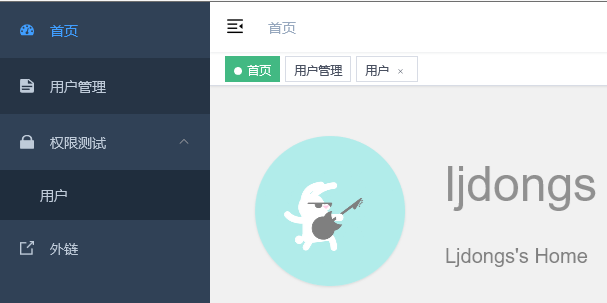 首页
用户管理
权限测试
用户
外链
首页
首页 用户管理 用户 ×
ljdongs
Ljdongs's Home